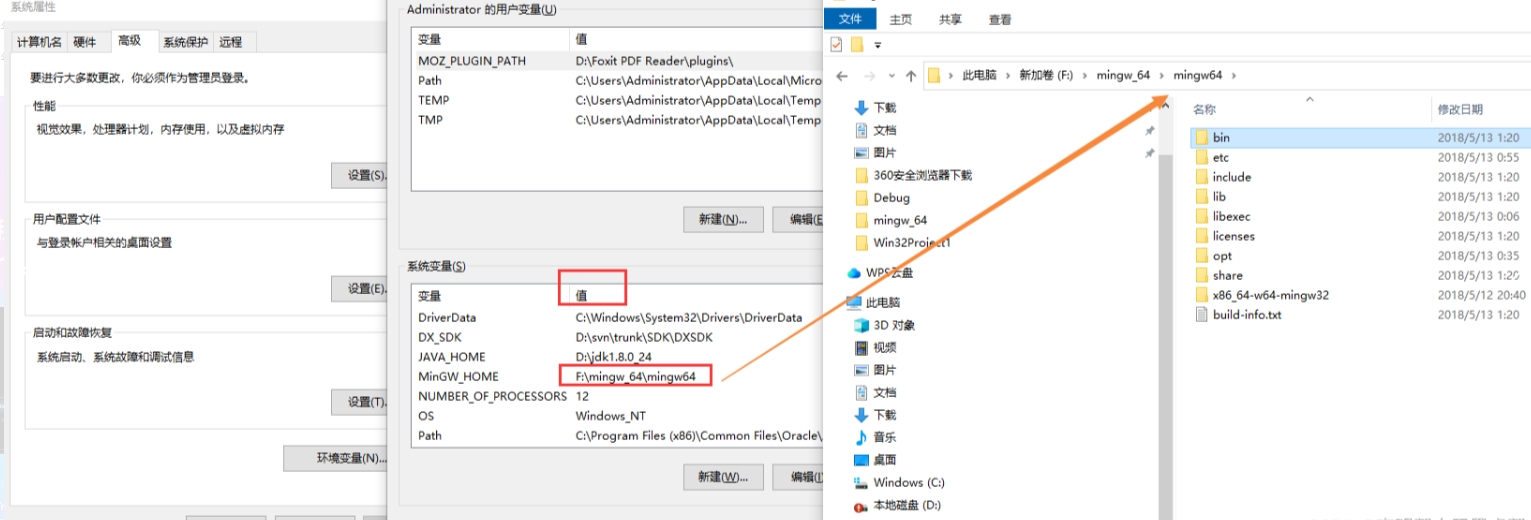 系统属性
计算机名 硬件 高级 系统保护 远程
要进行大多数更改，你必须作为管理员登录。
性能
视觉效果，处理器计划，内存使用，以及虚拟内存
设置(S)...
用户配置文件
与登录帐户相关的桌面设置
设置(E)...
启动和故障恢复
系统启动、系统故障和调试信息
设置(T)...
环境变量(N)...
Administrator 的用户变量(U)
变量 值
MOZ_PLUGIN_PATH D:\Foxit PDF Reader\plugins\
Path C:\Users\Administrator\AppData\Local\Micro
TEMP C:\Users\Administrator\AppData\Local\Temp
TMP C:\Users\Administrator\AppData\Local\Temp
新建(N)... 编辑(E
系统变量(S)
变量 值
DriverData C:\Windows\System32\Drivers\DriverData
DX_SDK D:\svn\trunk\SDK\DXSDK
JAVA_HOME D:\jdk1.8.0_24
MinGW_HOME F:\mingw_64\mingw64
NUMBER_OF_PROCESSORS 12
OS Windows_NT
Path C:\Program Files (x86)\Common Files\Oracle\
新建(W)... 编辑(I
文件 主页 共享 查看
此电脑 › 新加卷 (F:) › mingw_64 › mingw64 ›
下载
文档
图片
360安全浏览器下载
Debug
mingw_64
Win32Project1
WPS云盘
此电脑
3D 对象
视频
图片
文档
下载
音乐
桌面
Windows (C:)
本地磁盘 (D:)
名称 修改日期
bin 2018/5/13 1:20
etc 2018/5/13 0:55
include 2018/5/13 1:20
lib 2018/5/13 1:20
libexec 2018/5/13 0:06
licenses 2018/5/13 1:20
opt 2018/5/13 0:35
share 2018/5/13 1:20
x86_64-w64-mingw32 2018/5/12 20:40
build-info.txt 2018/5/13 1:20